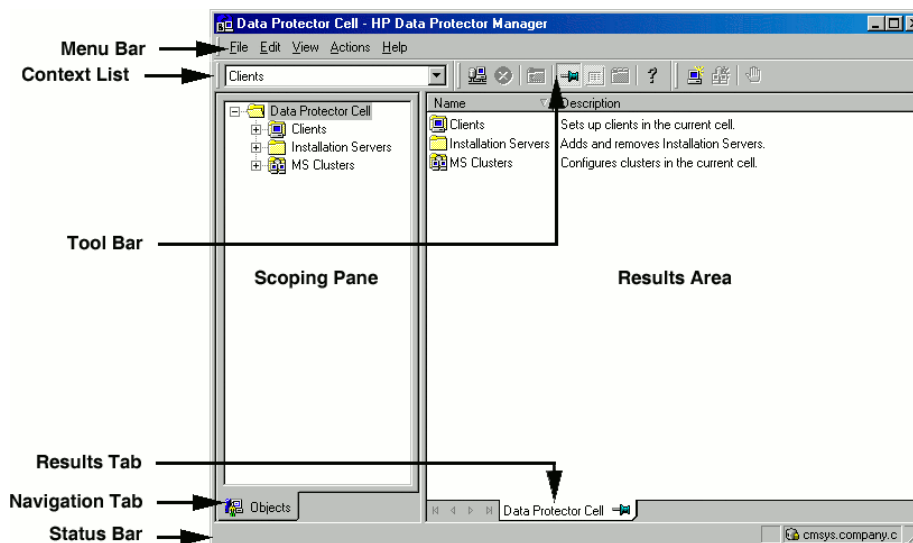 Data Protector Cell - HP Data Protector Manager
Menu Bar
File Edit View Actions Help
Context List
Clients
Data Protector Cell
Clients
Installation Servers
MS Clusters
Name Description
Clients Sets up clients in the current cell.
Installation Servers Adds and removes Installation Servers.
MS Clusters Configures clusters in the current cell.
Tool Bar
Scoping Pane
Results Area
Results Tab
Navigation Tab
Objects
Data Protector Cell
Status Bar
cmsys.company.c